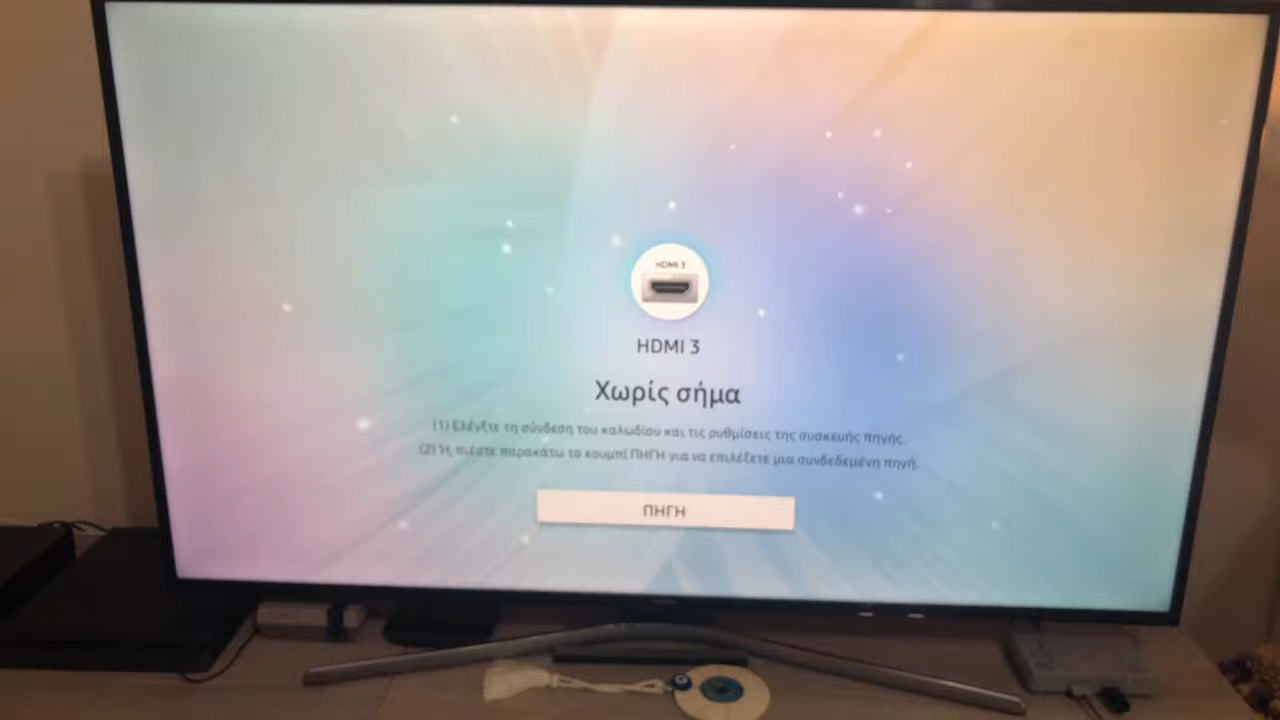 HDMI 3
HDMI 3
Χωρίς σήμα
(1) Ελέγξτε τη σύνδεση του καλωδίου και τις ρυθμίσεις της συσκευής πηγής.
(2) Ή, πιέστε παρακάτω το κουμπί ΠΗΓΗ για να επιλέξετε μια συνδεδεμένη πηγή.
ΠΗΓΗ